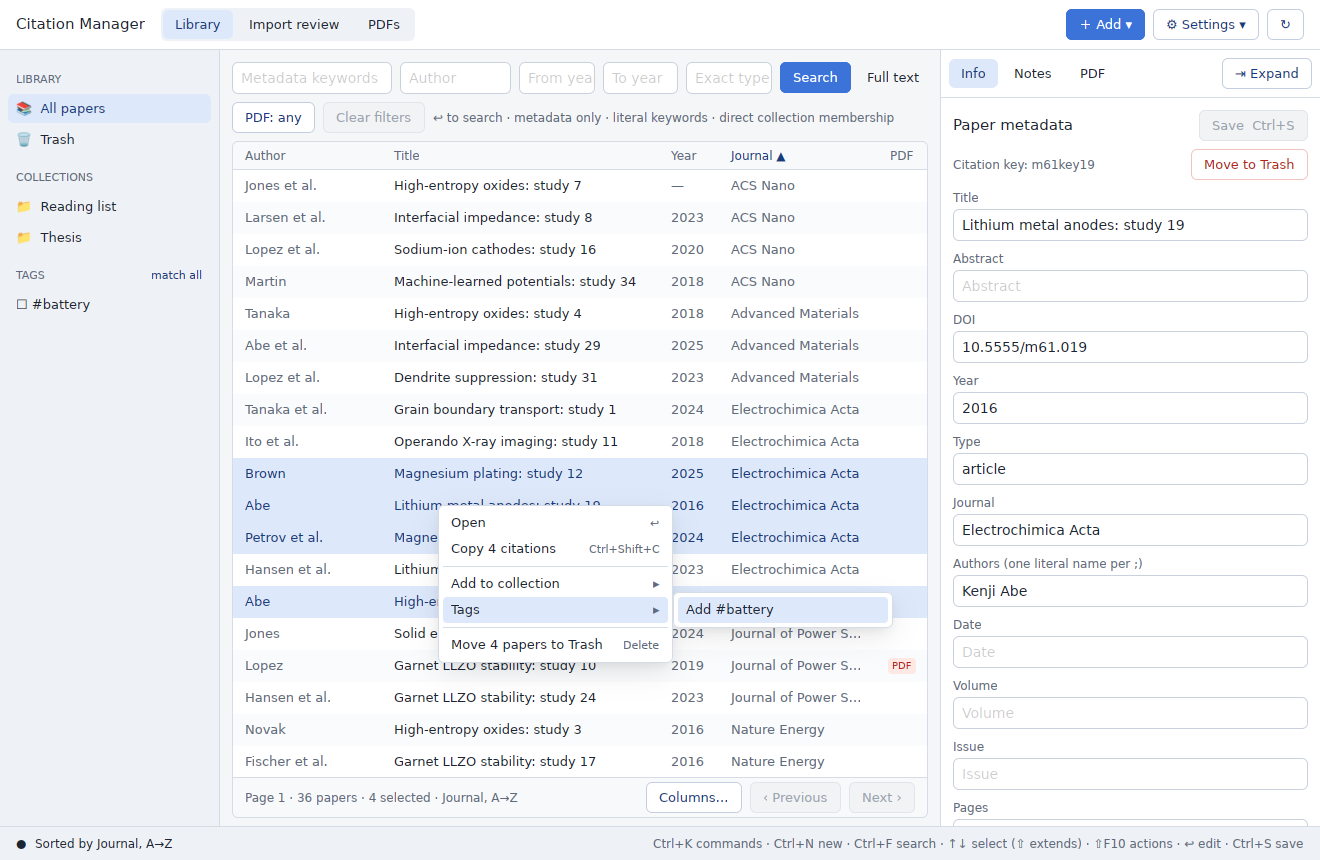 Citation Manager
Library
Import review
PDFs
+ Add ▾
⚙ Settings ▾
↻
LIBRARY
All papers
Trash
COLLECTIONS
Reading list
Thesis
TAGS match all
☐ #battery
Metadata keywords
Author
From yea
To year
Exact type
Search
Full text
PDF: any
Clear filters
↩ to search · metadata only · literal keywords · direct collection membership
Author Title Year Journal ▲ PDF
Jones et al. High-entropy oxides: study 7 — ACS Nano
Larsen et al. Interfacial impedance: study 8 2023 ACS Nano
Lopez et al. Sodium-ion cathodes: study 16 2020 ACS Nano
Martin Machine-learned potentials: study 34 2018 ACS Nano
Tanaka High-entropy oxides: study 4 2018 Advanced Materials
Abe et al. Interfacial impedance: study 29 2025 Advanced Materials
Lopez et al. Dendrite suppression: study 31 2023 Advanced Materials
Tanaka et al. Grain boundary transport: study 1 2024 Electrochimica Acta
Ito et al. Operando X-ray imaging: study 11 2018 Electrochimica Acta
Brown Magnesium plating: study 12 2025 Electrochimica Acta
Abe Lithium metal anodes: study 19 2016 Electrochimica Acta
Petrov et al. Magne 2024 Electrochimica Acta
Hansen et al. Lithium 2023 Electrochimica Acta
Abe High-e
Jones Solid e 2024 Journal of Power S…
Lopez Garnet LLZO stability: study 10 2019 Journal of Power S… PDF
Hansen et al. Garnet LLZO stability: study 24 2023 Journal of Power S…
Novak High-entropy oxides: study 3 2016 Nature Energy
Fischer et al. Garnet LLZO stability: study 17 2016 Nature Energy
Open ↩
Copy 4 citations Ctrl+Shift+C
Add to collection ▸
Tags ▸
Add #battery
Move 4 papers to Trash Delete
Page 1 · 36 papers · 4 selected · Journal, A→Z
Columns…
‹ Previous
Next ›
Info
Notes
PDF
⇥ Expand
Paper metadata
Save Ctrl+S
Citation key: m61key19
Move to Trash
Title
Lithium metal anodes: study 19
Abstract
Abstract
DOI
10.5555/m61.019
Year
2016
Type
article
Journal
Electrochimica Acta
Authors (one literal name per ;)
Kenji Abe
Date
Date
Volume
Volume
Issue
Issue
Pages
● Sorted by Journal, A→Z
Ctrl+K commands · Ctrl+N new · Ctrl+F search · ↑↓ select (⇧ extends) · ⇧F10 actions · ↩ edit · Ctrl+S save